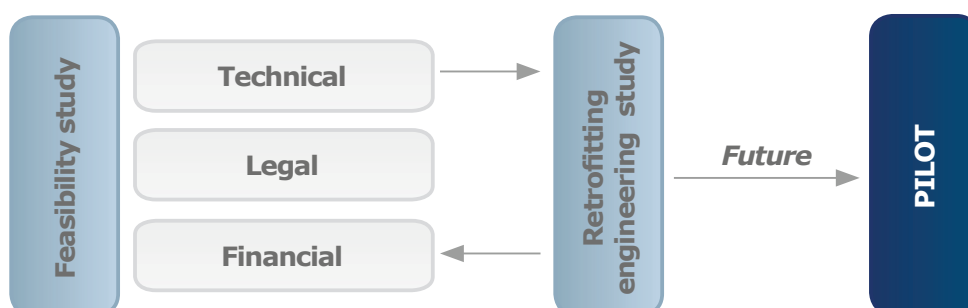 Feasibility study
Technical
Legal
Financial
Retrofitting
engineering study
Future
PILOT